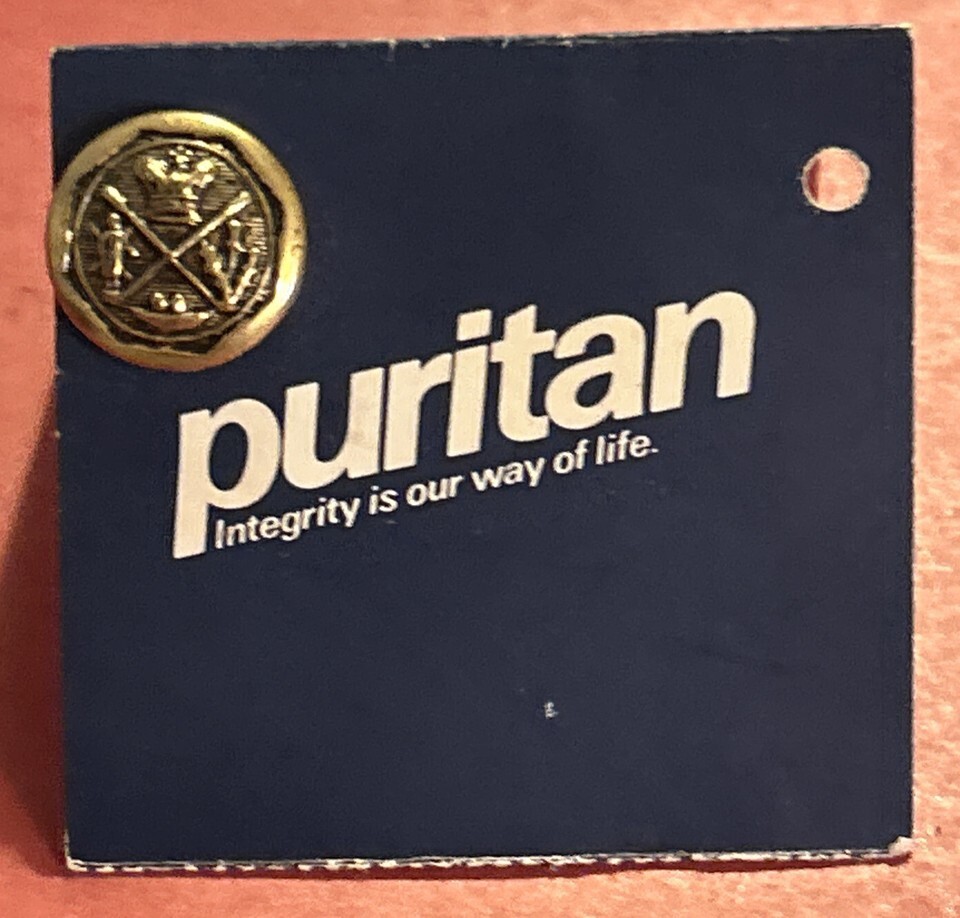 puritan
Integrity is our way of life.